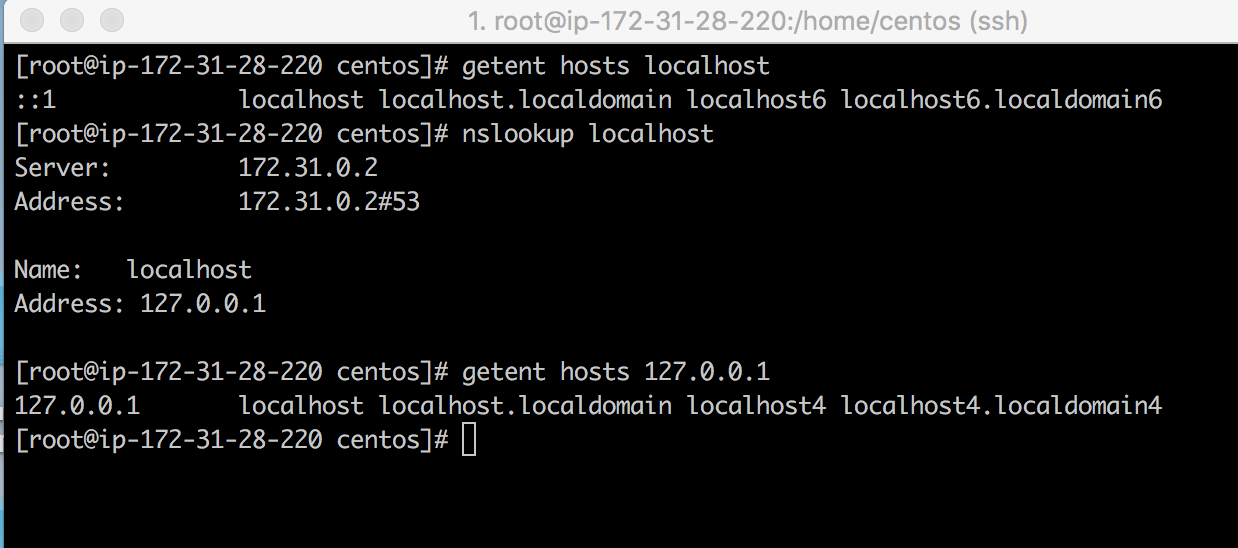 1. root@ip-172-31-28-220:/home/centos (ssh)
[root@ip-172-31-28-220 centos]# getent hosts localhost
::1             localhost localhost.localdomain localhost6 localhost6.localdomain6
[root@ip-172-31-28-220 centos]# nslookup localhost
Server:         172.31.0.2
Address:        172.31.0.2#53
Name:   localhost
Address: 127.0.0.1
[root@ip-172-31-28-220 centos]# getent hosts 127.0.0.1
127.0.0.1       localhost localhost.localdomain localhost4 localhost4.localdomain4
[root@ip-172-31-28-220 centos]#